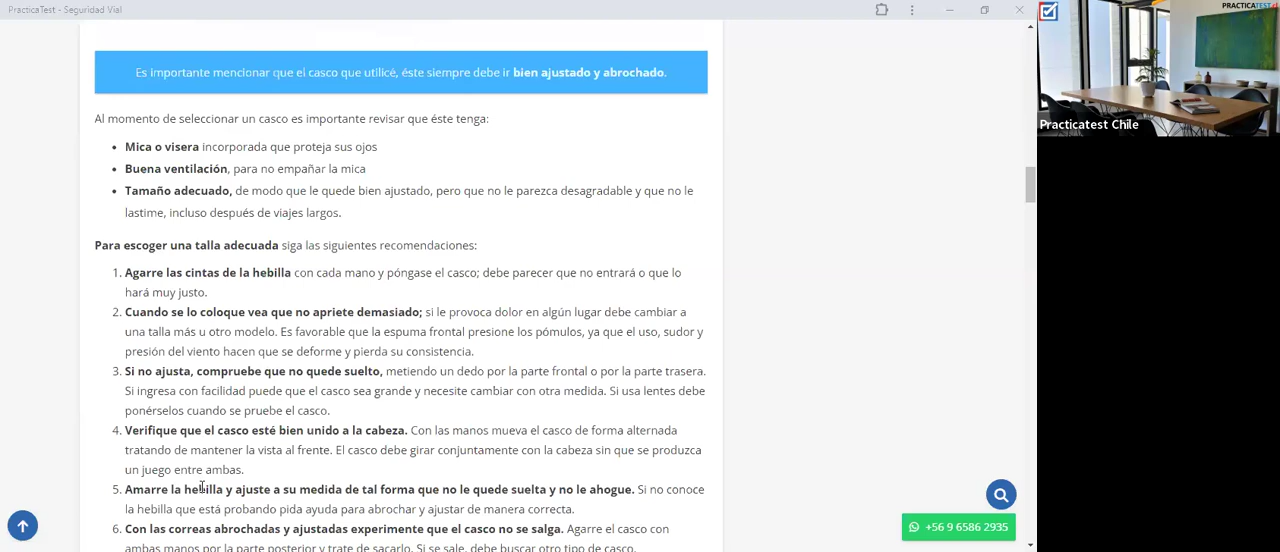 PracticaTest - Seguridad Vial
PRACTICATEST
Practicatest Chile
Es importante mencionar que el casco que utilicé, éste siempre debe ir bien ajustado y abrochado.
Al momento de seleccionar un casco es importante revisar que éste tenga:
• Mica o visera incorporada que proteja sus ojos
• Buena ventilación, para no empañar la mica
• Tamaño adecuado, de modo que le quede bien ajustado, pero que no le parezca desagradable y que no le
lastime, incluso después de viajes largos.
Para escoger una talla adecuada siga las siguientes recomendaciones:
1. Agarre las cintas de la hebilla con cada mano y póngase el casco; debe parecer que no entrará o que lo
hará muy justo.
2. Cuando se lo coloque vea que no apriete demasiado; si le provoca dolor en algún lugar debe cambiar a
una talla más u otro modelo. Es favorable que la espuma frontal presione los pómulos, ya que el uso, sudor y
presión del viento hacen que se deforme y pierda su consistencia.
3. Si no ajusta, compruebe que no quede suelto, metiendo un dedo por la parte frontal o por la parte trasera.
Si ingresa con facilidad puede que el casco sea grande y necesite cambiar con otra medida. Si usa lentes debe
ponérselos cuando se pruebe el casco.
4. Verifique que el casco esté bien unido a la cabeza. Con las manos mueva el casco de forma alternada
tratando de mantener la vista al frente. El casco debe girar conjuntamente con la cabeza sin que se produzca
un juego entre ambas.
5. Amarre la hebilla y ajuste a su medida de tal forma que no le quede suelta y no le ahogue. Si no conoce
la hebilla que está probando pida ayuda para abrochar y ajustar de manera correcta.
6. Con las correas abrochadas y ajustadas experimente que el casco no se salga. Agarre el casco con
ambas manos por la parte posterior y trate de sacarlo. Si se sale, debe buscar otro tipo de casco.
+56 9 6586 2935